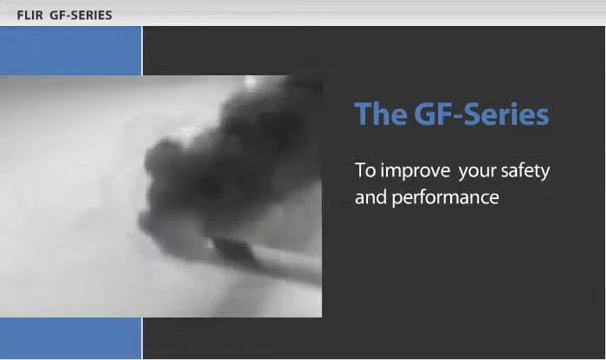 FLIR GF-SERIES
The GF-Series
To improve your safety
and performance